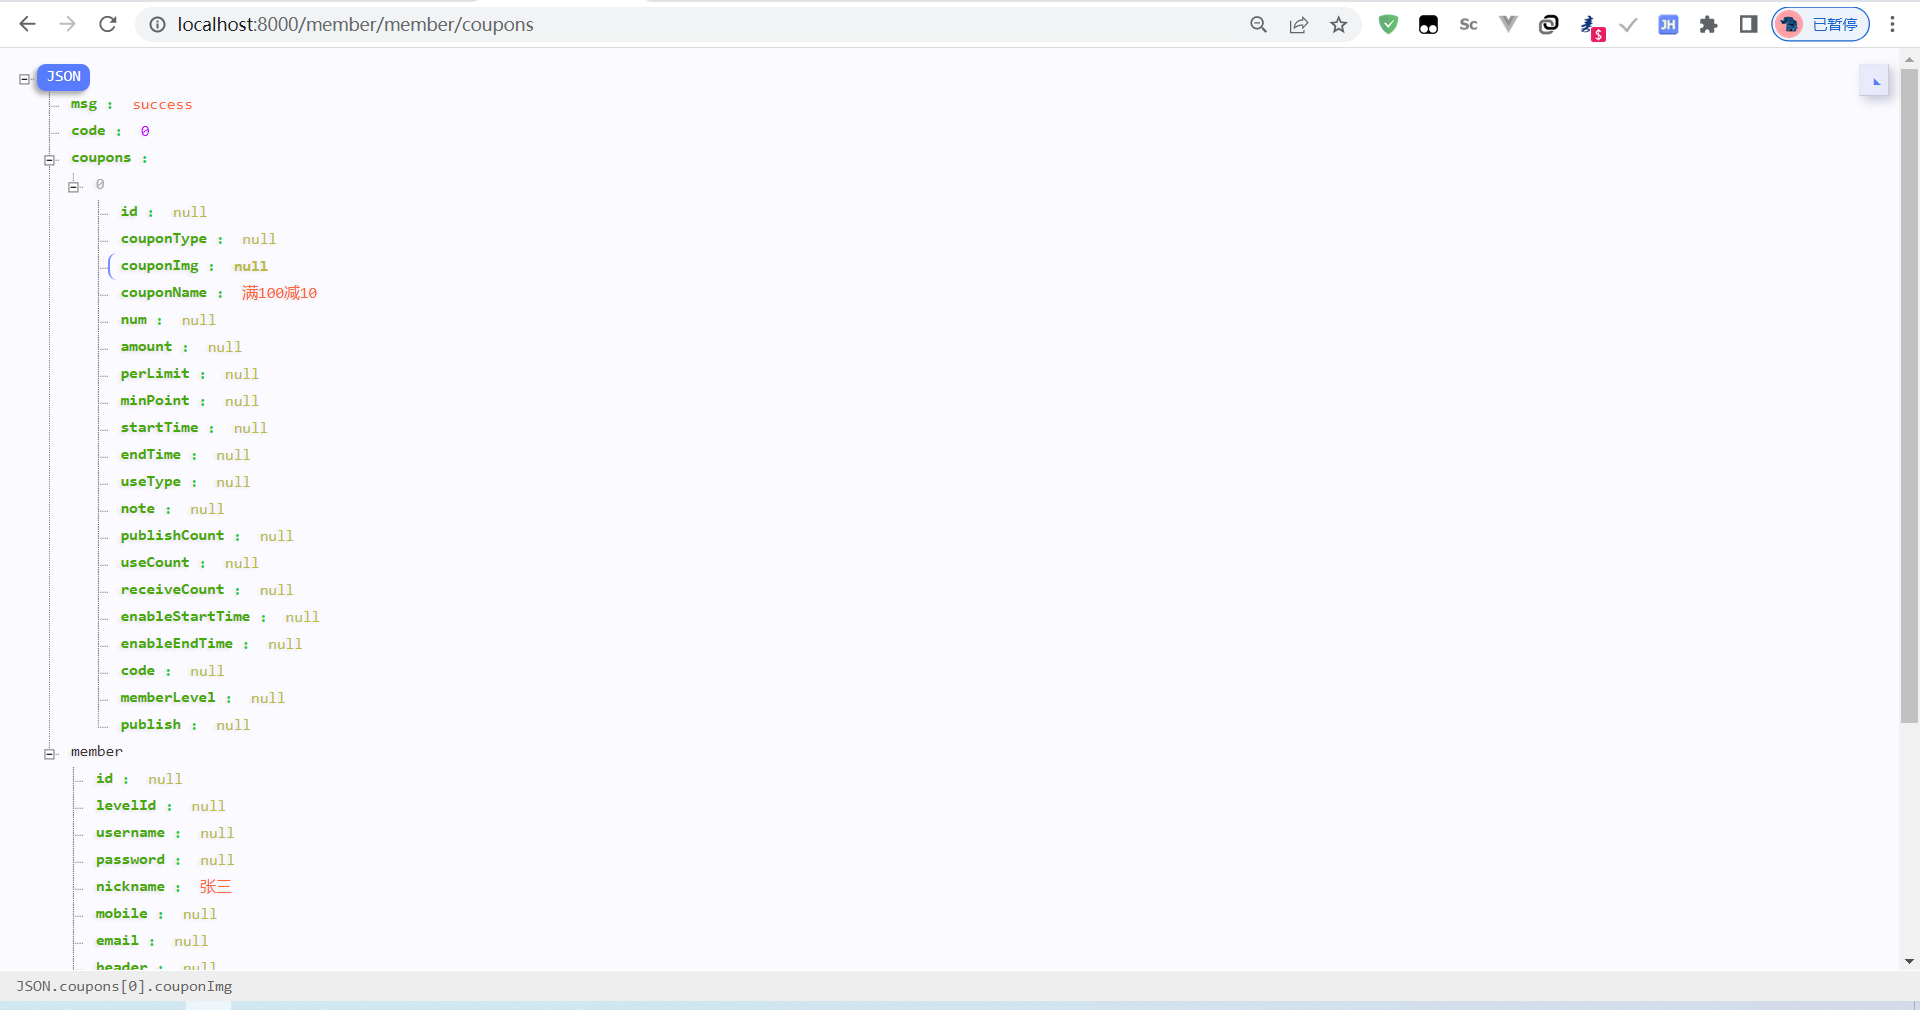 localhost:8000/member/member/coupons
Sc
$
JH
已暂停
JSON
msg : success
code : 0
coupons :
0
id : null
couponType : null
couponImg : null
couponName : 满100减10
num : null
amount : null
perLimit : null
minPoint : null
startTime : null
endTime : null
useType : null
note : null
publishCount : null
useCount : null
receiveCount : null
enableStartTime : null
enableEndTime : null
code : null
memberLevel : null
publish : null
member
id : null
levelId : null
username : null
password : null
nickname : 张三
mobile : null
email : null
header : null
JSON.coupons[0].couponImg